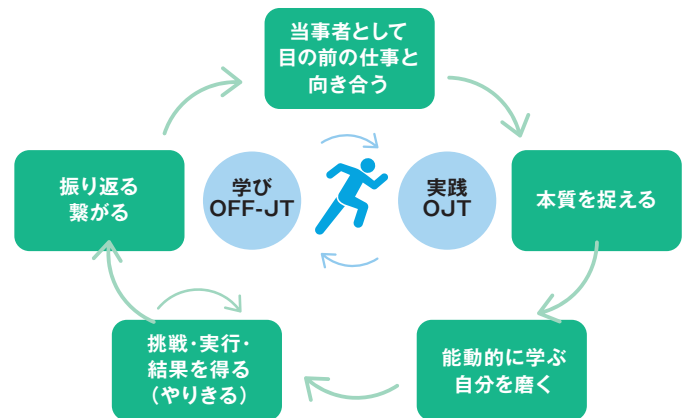 当事者として
目の前の仕事と
向き合う
振り返る
繋がる
学び
OFF-JT
実践
OJT
本質を捉える
挑戦・実行・
結果を得る
（やりきる）
能動的に学ぶ
自分を磨く